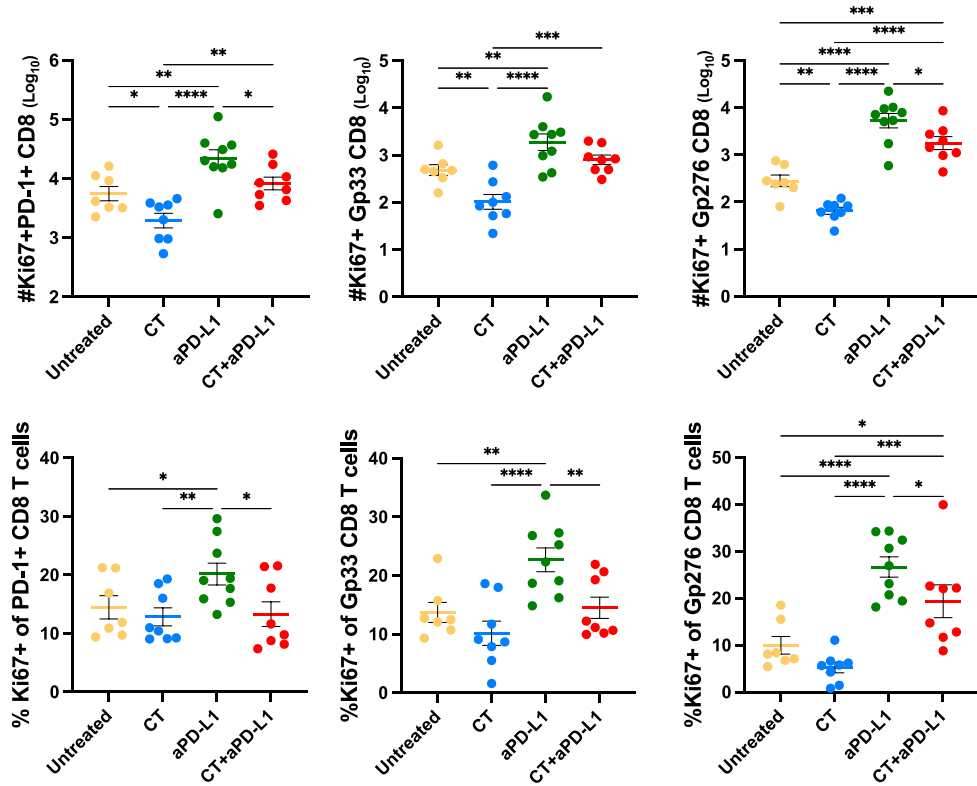 #Ki67+PD-1+ CD8 (Log10)
6
5
4
3
2
**
**
* **** *
Untreated
CT
aPD-L1
CT+aPD-L1
#Ki67+ Gp33 CD8 (Log10)
5
4
3
2
1
0
***
**
** ****
Untreated
CT
aPD-L1
CT+aPD-L1
#Ki67+ Gp276 CD8 (Log10)
5
4
3
2
1
0
***
****
****
** **** *
Untreated
CT
aPD-L1
CT+aPD-L1
% Ki67+ of PD-1+ CD8 T cells
40
30
20
10
0
*
** *
Untreated
CT
aPD-L1
CT+aPD-L1
%Ki67+ of Gp33 CD8 T cells
40
30
20
10
0
**
**** **
Untreated
CT
aPD-L1
CT+aPD-L1
%Ki67+ of Gp276 CD8 T cells
50
40
30
20
10
0
*
***
****
**** *
Untreated
CT
aPD-L1
CT+aPD-L1